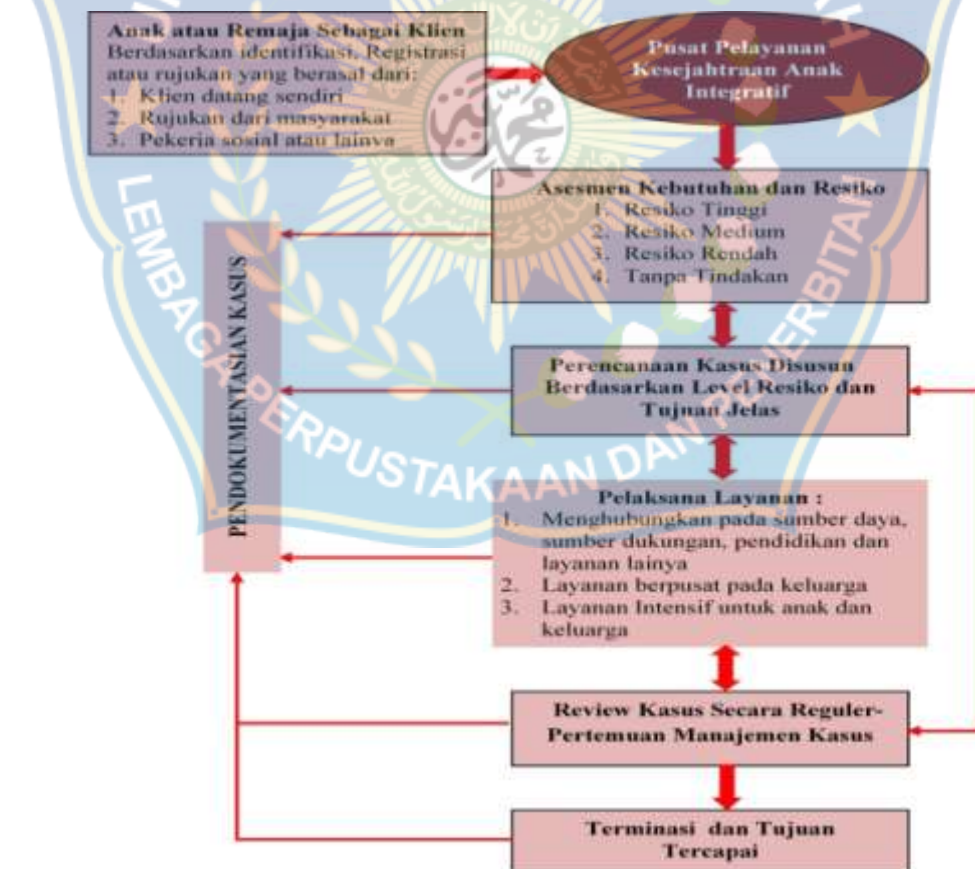 Anak atau Remaja Sebagai Klien
Berdasarkan identifikasi, Registrasi
atau rujukan yang berasal dari:
1. Klien datang sendiri
2. Rujukan dari masyarakat
3. Pekerja sosial atau lainya
Pusat Pelayanan
Kesejahtraan Anak
Integratif
Asesmen Kebutuhan dan Resiko
1. Resiko Tinggi
2. Resiko Medium
3. Resiko Rendah
4. Tanpa Tindakan
PENDOKUMENTASIAN KASUS
Perencanaan Kasus Disusun
Berdasarkan Level Resiko dan
Tujuan Jelas
Pelaksana Layanan :
1. Menghubungkan pada sumber daya,
sumber dukungan, pendidikan dan
layanan lainya
2. Layanan berpusat pada keluarga
3. Layanan Intensif untuk anak dan
keluarga
Review Kasus Secara Reguler-
Pertemuan Manajemen Kasus
Terminasi dan Tujuan
Tercapai
LEMBAGA PERPUSTAKAAN DAN PENERBITAN